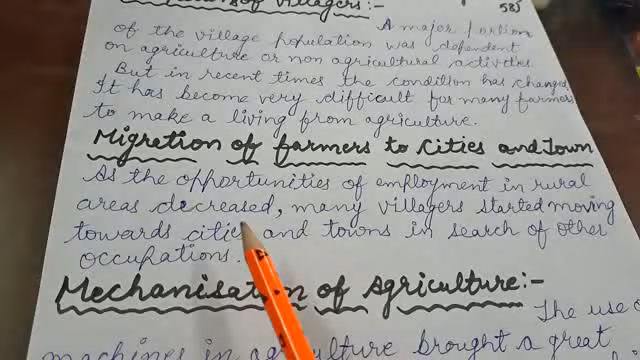 of Villagers:-
585
A major portion
of the village population was dependent
on agriculture or non agricultural activities
But in recent times the condition has changed
It has become very difficult for many farmers
to make a living from agriculture.
Migration of farmers to Cities and Town
As the opportunities of employment in rural
areas decreased, many villagers started moving
towards cities and towns in search of other
occupations.
Mechanisation of Agriculture:-
The use
machines in agriculture brought a great